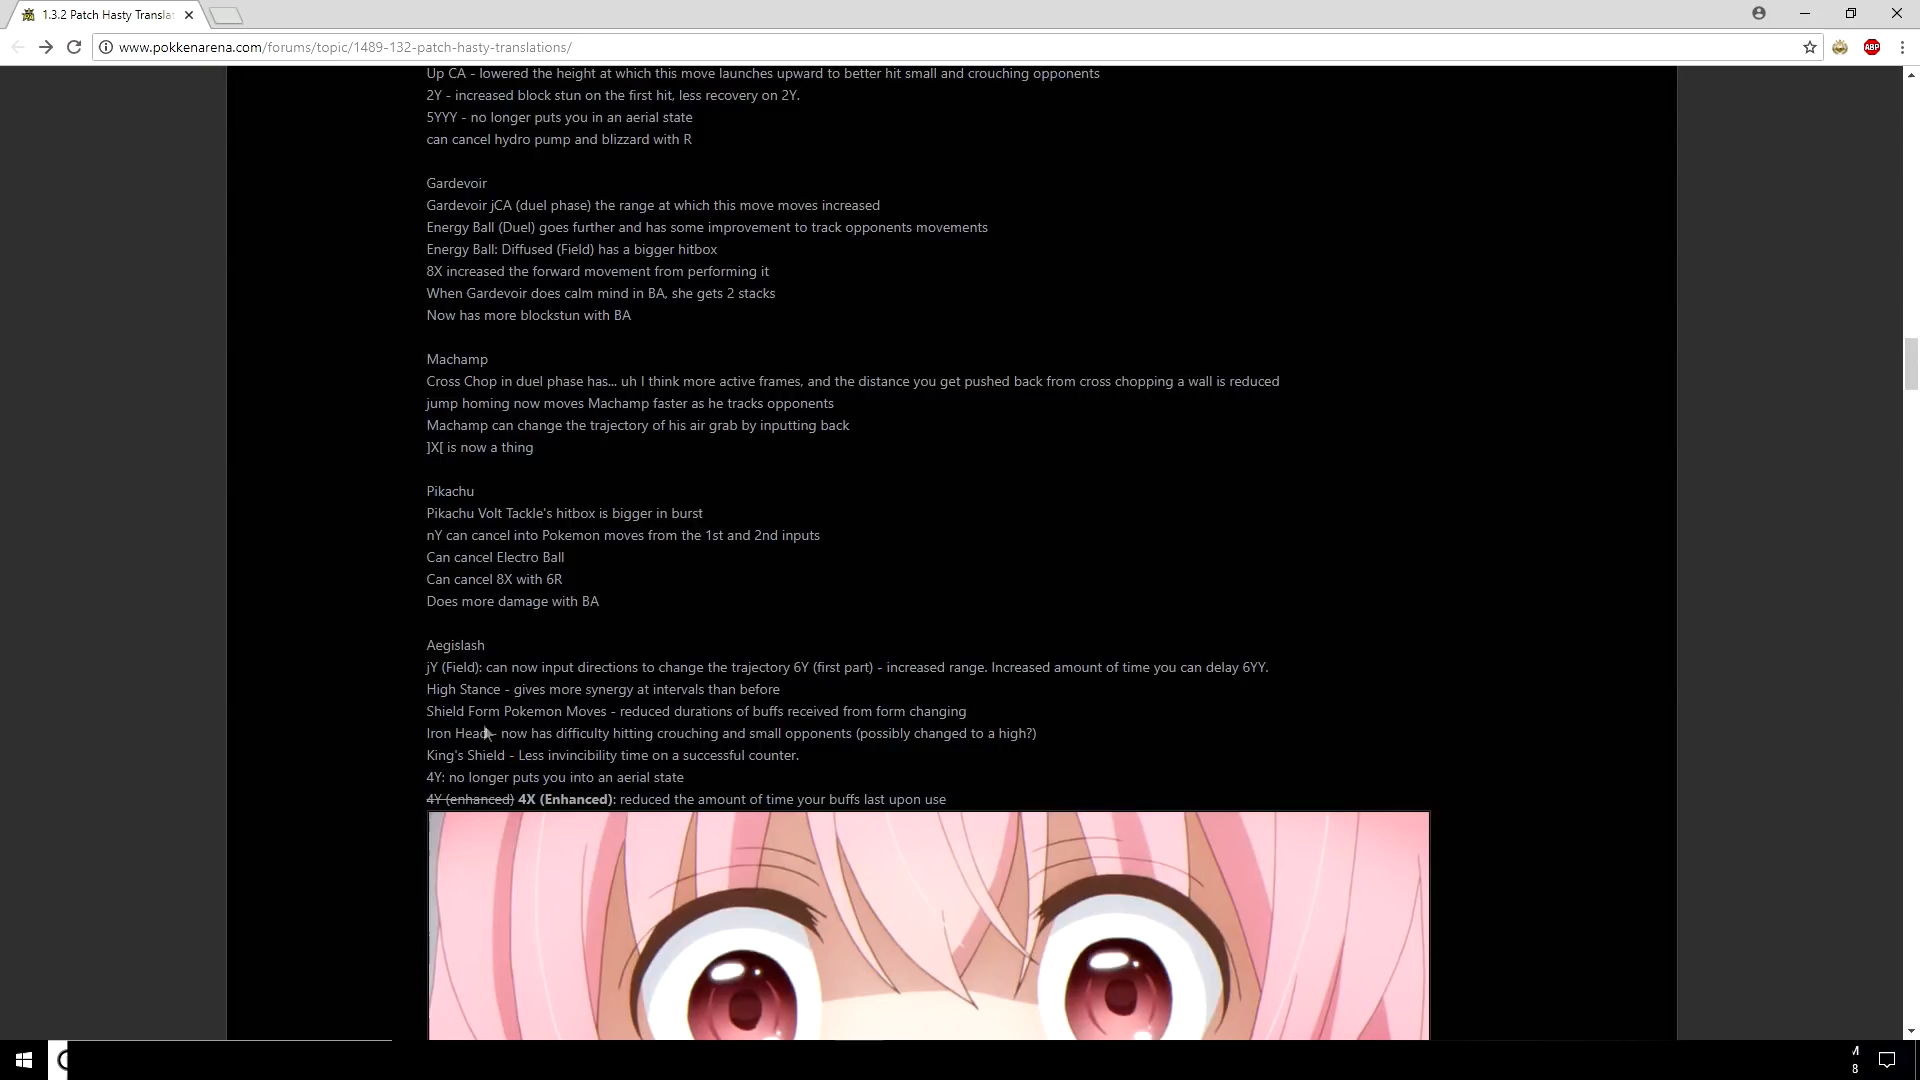 1.3.2 Patch Hasty Transla
www.pokkenarena.com/forums/topic/1489-132-patch-hasty-translations/
ABP
Up CA - lowered the height at which this move launches upward to better hit small and crouching opponents
2Y - increased block stun on the first hit, less recovery on 2Y.
5YYY - no longer puts you in an aerial state
can cancel hydro pump and blizzard with R
Gardevoir
Gardevoir jCA (duel phase) the range at which this move moves increased
Energy Ball (Duel) goes further and has some improvement to track opponents movements
Energy Ball: Diffused (Field) has a bigger hitbox
8X increased the forward movement from performing it
When Gardevoir does calm mind in BA, she gets 2 stacks
Now has more blockstun with BA
Machamp
Cross Chop in duel phase has... uh I think more active frames, and the distance you get pushed back from cross chopping a wall is reduced
jump homing now moves Machamp faster as he tracks opponents
Machamp can change the trajectory of his air grab by inputting back
]X[ is now a thing
Pikachu
Pikachu Volt Tackle's hitbox is bigger in burst
nY can cancel into Pokemon moves from the 1st and 2nd inputs
Can cancel Electro Ball
Can cancel 8X with 6R
Does more damage with BA
Aegislash
jY (Field): can now input directions to change the trajectory 6Y (first part) - increased range. Increased amount of time you can delay 6YY.
High Stance - gives more synergy at intervals than before
Shield Form Pokemon Moves - reduced durations of buffs received from form changing
Iron Head - now has difficulty hitting crouching and small opponents (possibly changed to a high?)
King's Shield - Less invincibility time on a successful counter.
4Y: no longer puts you into an aerial state
4Y (enhanced) 4X (Enhanced): reduced the amount of time your buffs last upon use